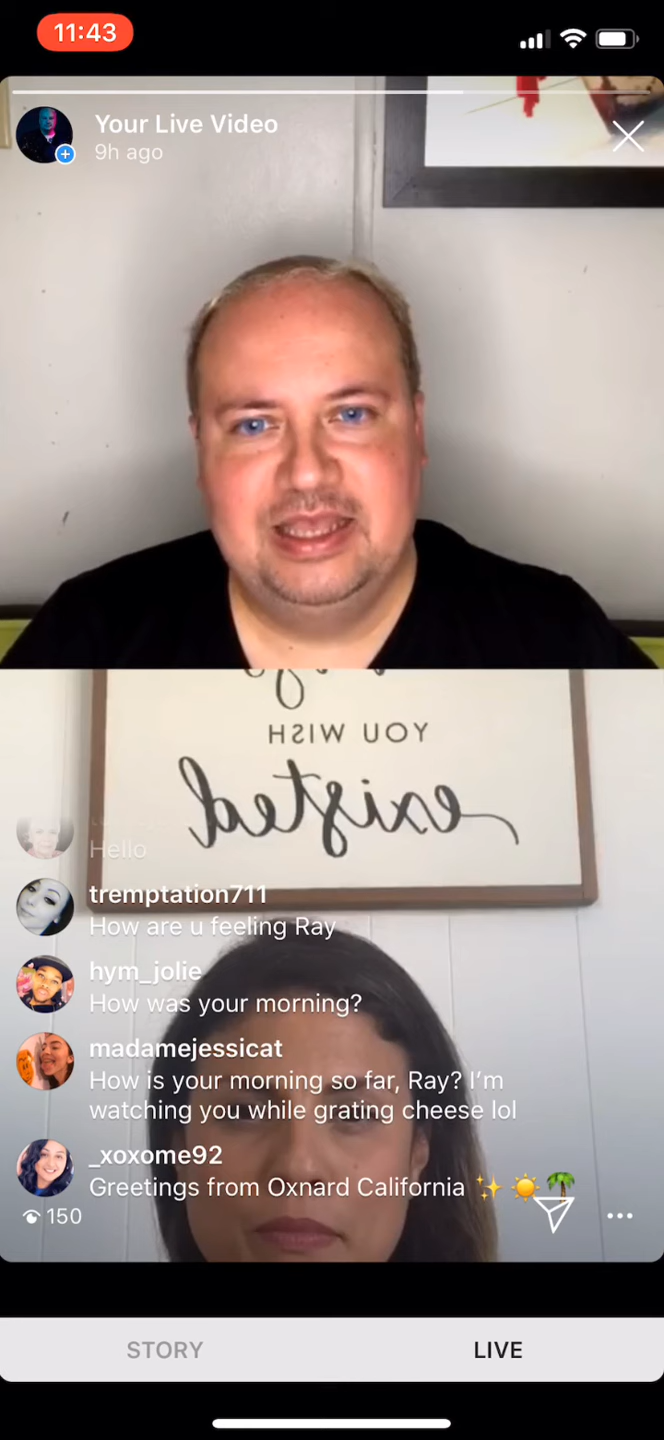 11:43
Your Live Video
9h ago
YOU WISH
existed
Hello
tremptation711
How are u feeling Ray
hym_jolie
How was your morning?
madamejessicat
How is your morning so far, Ray? I’m
watching you while grating cheese lol
_xoxome92
Greetings from Oxnard California ✨☀️🌴
150
STORY
LIVE